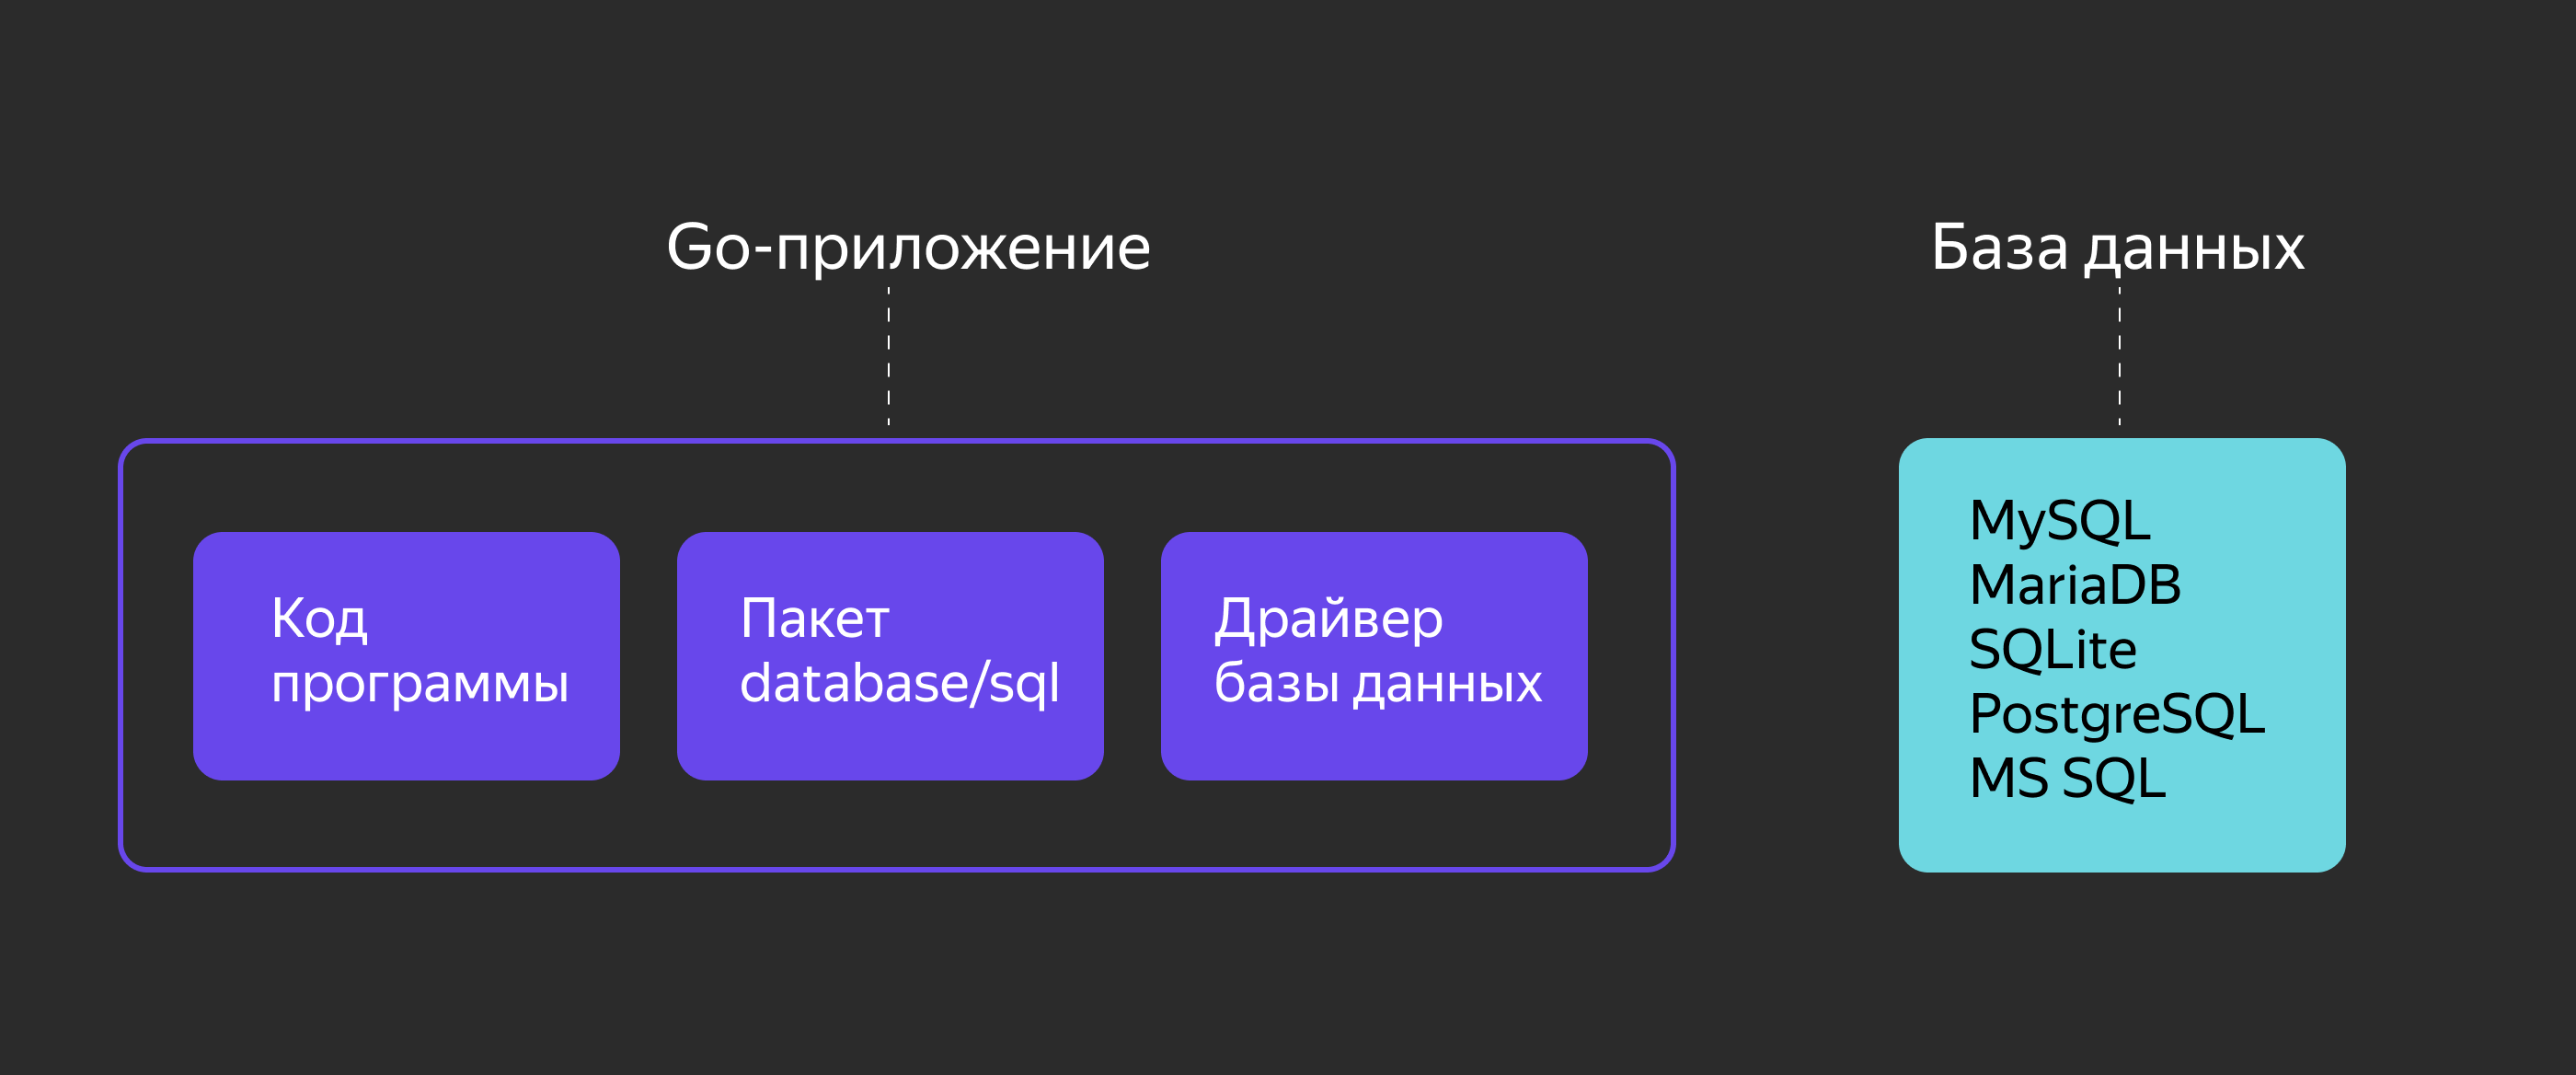 Go-приложение
База данных
Код
программы
Пакет
database/sql
Драйвер
базы данных
MySQL
MariaDB
SQLite
PostgreSQL
MS SQL